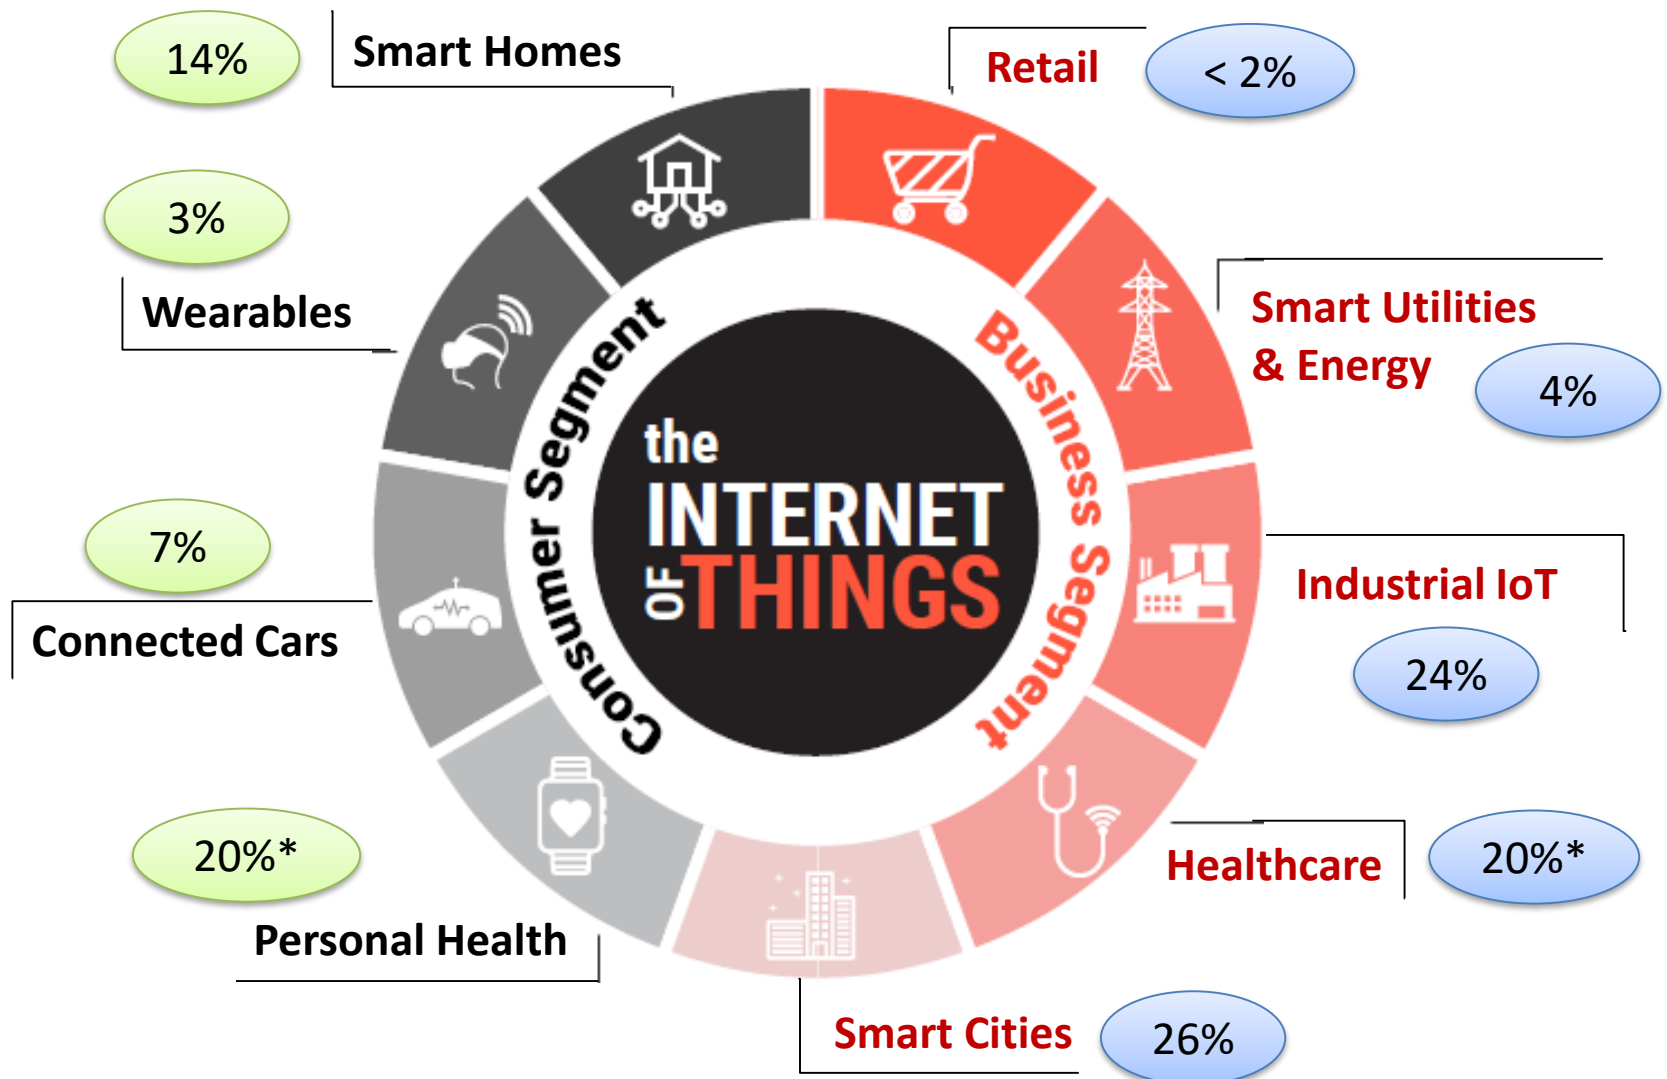 14%
Smart Homes
Retail
< 2%
3%
Wearables
Smart Utilities
& Energy
4%
Consumer Segment
Business Segment
the
INTERNET
OF THINGS
7%
Connected Cars
Industrial IoT
24%
20%*
Personal Health
Healthcare
20%*
Smart Cities
26%